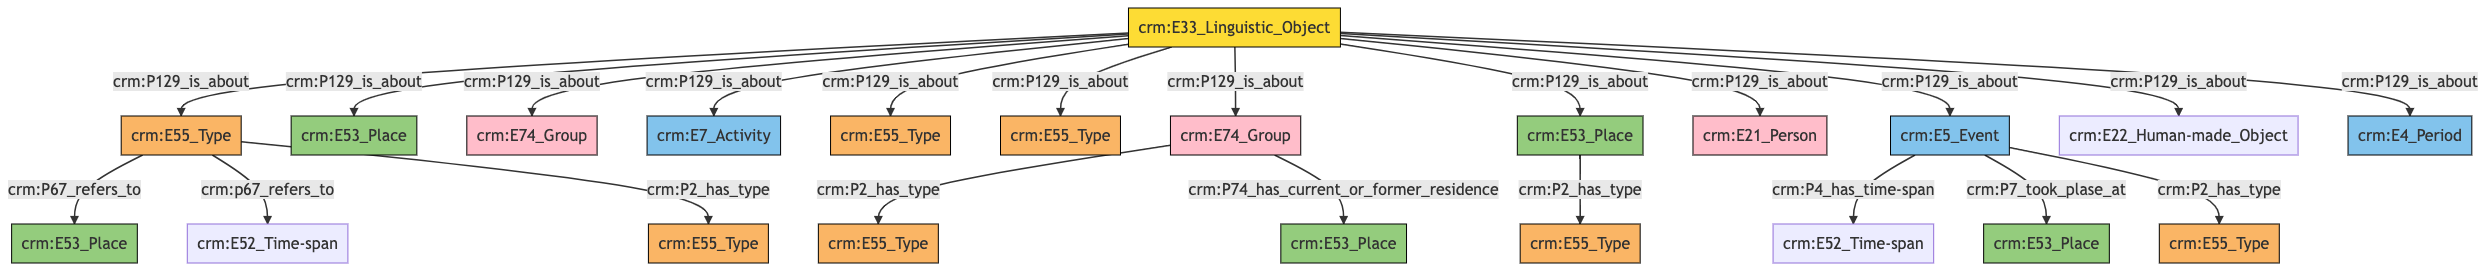 crm:E33_Linguistic_Object
crm:P129_is_about crm:P129_is_about crm:P129_is_about crm:P129_is_about crm:P129_is_about crm:P129_is_about crm:P129_is_about crm:P129_is_about crm:P129_is_about crm:P129_is_about crm:P129_is_about crm:P129_is_about
crm:E55_Type crm:E53_Place crm:E74_Group crm:E7_Activity crm:E55_Type crm:E55_Type crm:E74_Group crm:E53_Place crm:E21_Person crm:E5_Event crm:E22_Human-made_Object crm:E4_Period
crm:P67_refers_to crm:p67_refers_to crm:P2_has_type crm:P2_has_type crm:P74_has_current_or_former_residence crm:P2_has_type crm:P4_has_time-span crm:P7_took_plase_at crm:P2_has_type
crm:E53_Place crm:E52_Time-span crm:E55_Type crm:E55_Type crm:E53_Place crm:E55_Type crm:E52_Time-span crm:E53_Place crm:E55_Type